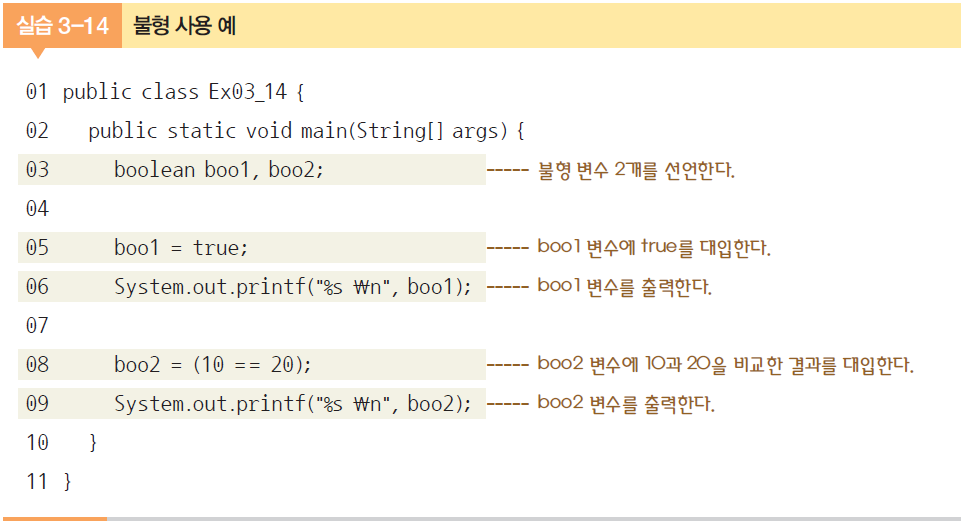 실습 3-14 불형 사용 예
01 public class Ex03_14 {
02 public static void main(String[] args) {
03 boolean boo1, boo2; ----- 불형 변수 2개를 선언한다.
04
05 boo1 = true; ----- boo1 변수에 true를 대입한다.
06 System.out.printf("%s ₩n", boo1); ----- boo1 변수를 출력한다.
07
08 boo2 = (10 == 20); ----- boo2 변수에 10과 20을 비교한 결과를 대입한다.
09 System.out.printf("%s ₩n", boo2); ----- boo2 변수를 출력한다.
10 }
11 }